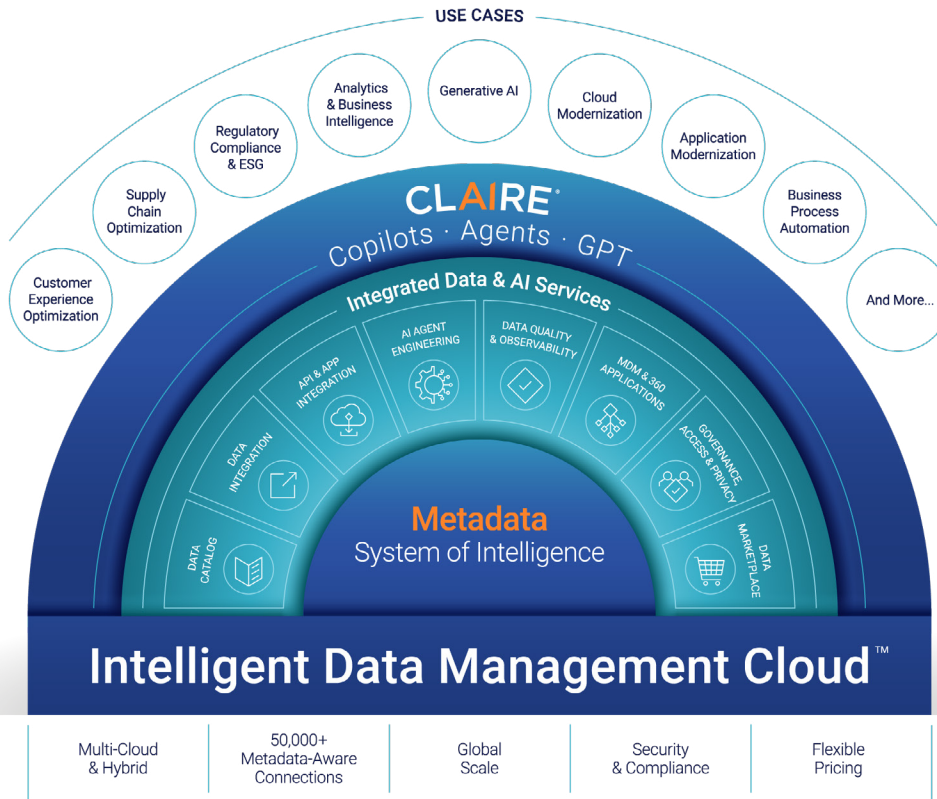 USE CASES
Customer
Experience
Optimization
Supply
Chain
Optimization
Regulatory
Compliance
& ESG
Analytics
& Business
Intelligence
Generative AI
Cloud
Modernization
Application
Modernization
Business
Process
Automation
And More...
CLAIRE®
Copilots · Agents · GPT
Integrated Data & AI Services
DATA
CATALOG
DATA
INTEGRATION
API & APP
INTEGRATION
AI AGENT
ENGINEERING
DATA QUALITY
& OBSERVABILITY
MDM & 360
APPLICATIONS
GOVERNANCE,
ACCESS & PRIVACY
DATA
MARKETPLACE
Metadata
System of Intelligence
Intelligent Data Management Cloud™
Multi-Cloud
& Hybrid
50,000+
Metadata-Aware
Connections
Global
Scale
Security
& Compliance
Flexible
Pricing